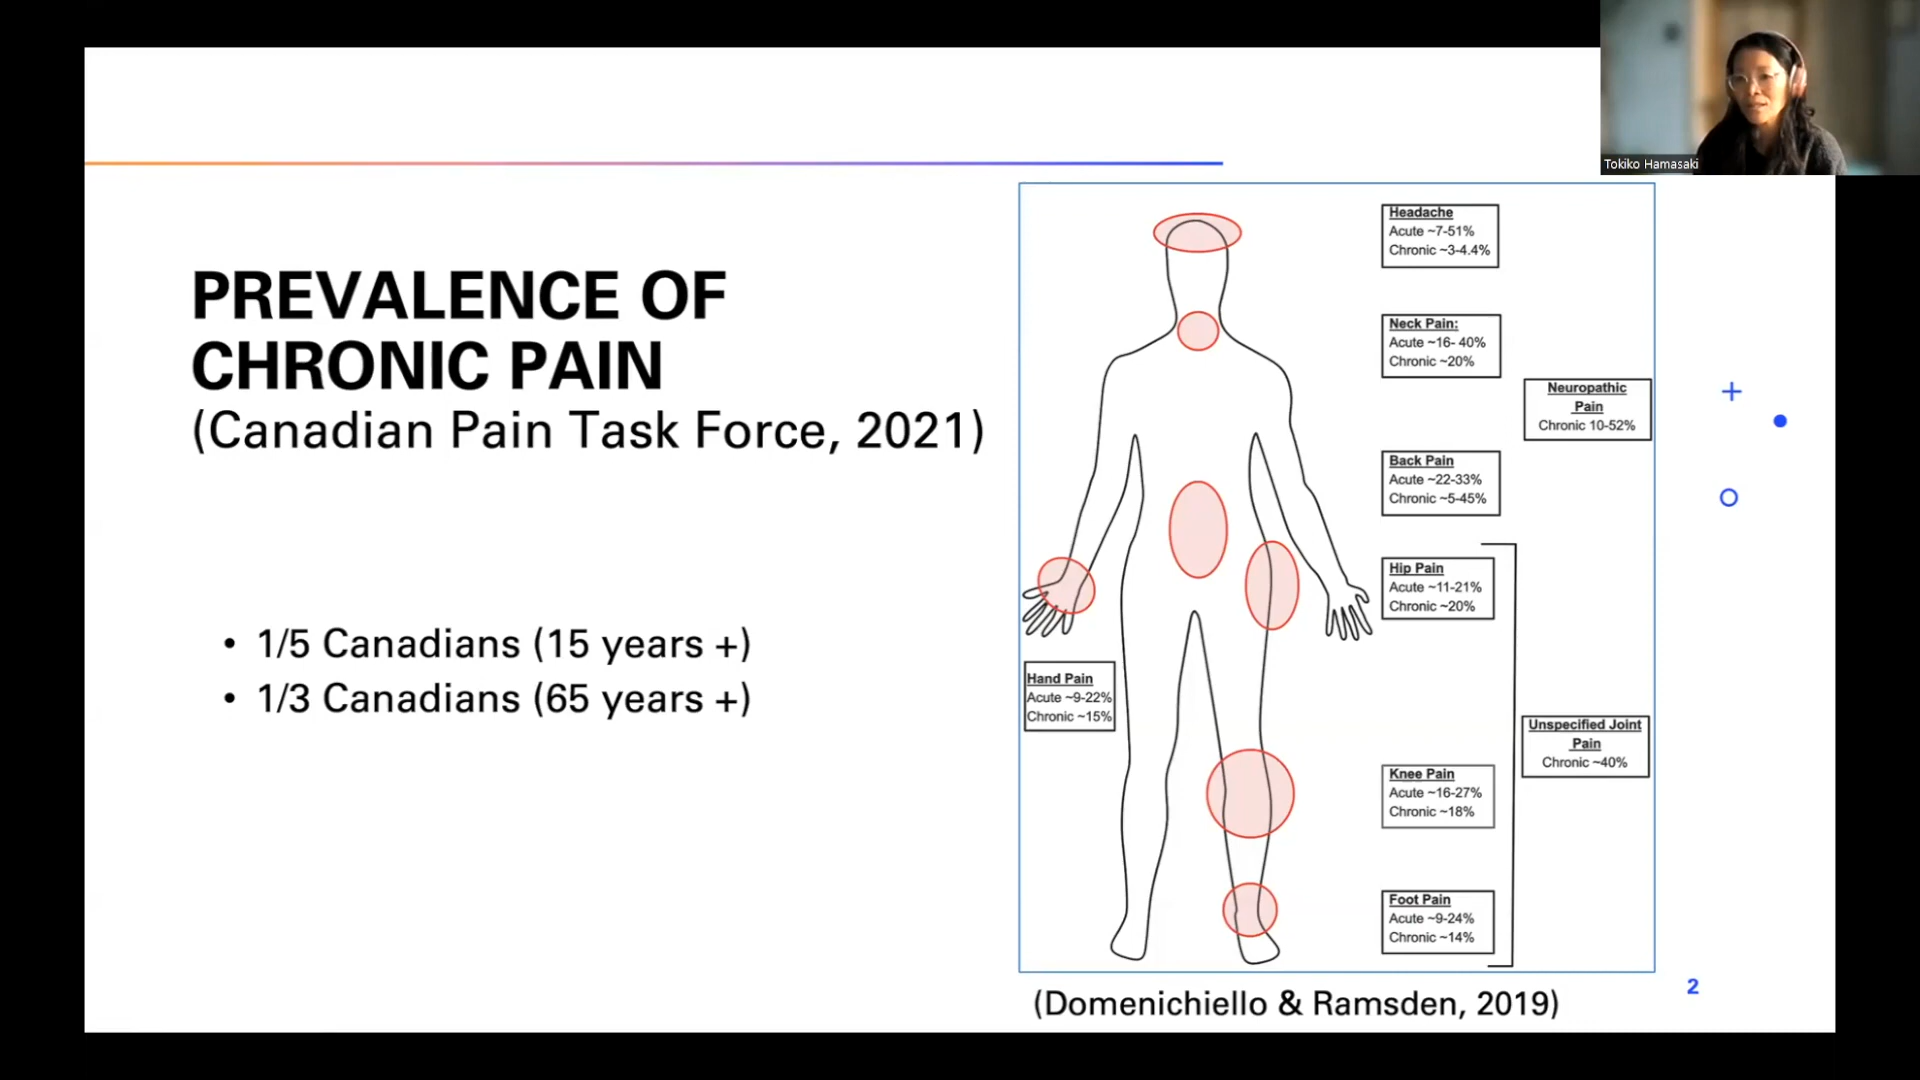 Tokiko Hamasaki
PREVALENCE OF
CHRONIC PAIN
(Canadian Pain Task Force, 2021)
• 1/5 Canadians (15 years +)
• 1/3 Canadians (65 years +)
Headache
Acute ~7-51%
Chronic ~3-4.4%
Neck Pain:
Acute ~16- 40%
Chronic ~20%
Neuropathic
Pain
Chronic 10-52%
Back Pain
Acute ~22-33%
Chronic ~5-45%
Hip Pain
Acute ~11-21%
Chronic ~20%
Hand Pain
Acute ~9-22%
Chronic ~15%
Unspecified Joint
Pain
Chronic ~40%
Knee Pain
Acute ~16-27%
Chronic ~18%
Foot Pain
Acute ~9-24%
Chronic ~14%
(Domenichiello & Ramsden, 2019)
2